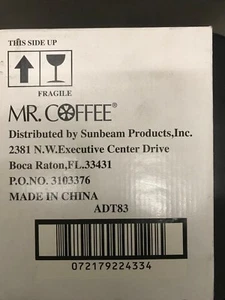 THIS SIDE UP
FRAGILE
MR. COFFEE®
Distributed by Sunbeam Products,Inc.
2381 N.W.Executive Center Drive
Boca Raton,FL.33431
P.O.NO. 3103376
MADE IN CHINA
ADT83
072179224334